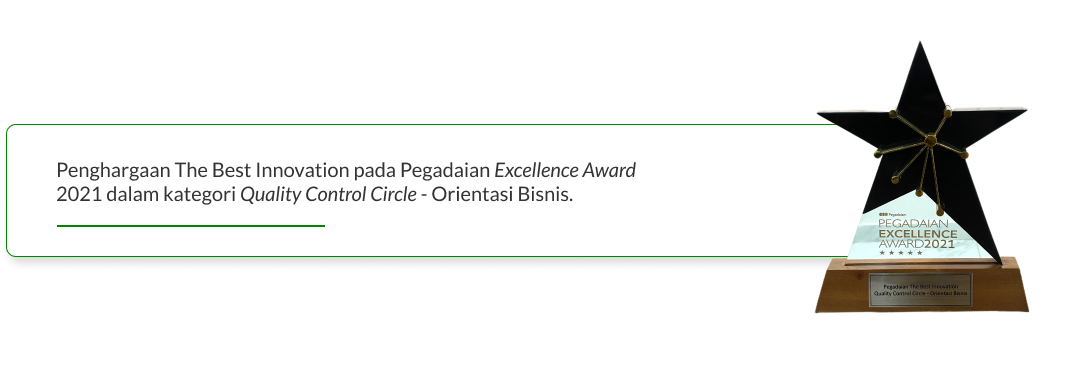 Penghargaan The Best Innovation pada Pegadaian Excellence Award
2021 dalam kategori Quality Control Circle - Orientasi Bisnis.
Pegadaian
PEGADAIAN
EXCELLENCE
AWARD2021
Pegadaian The Best Innovation
Quality Control Circle - Orientasi Bisnis